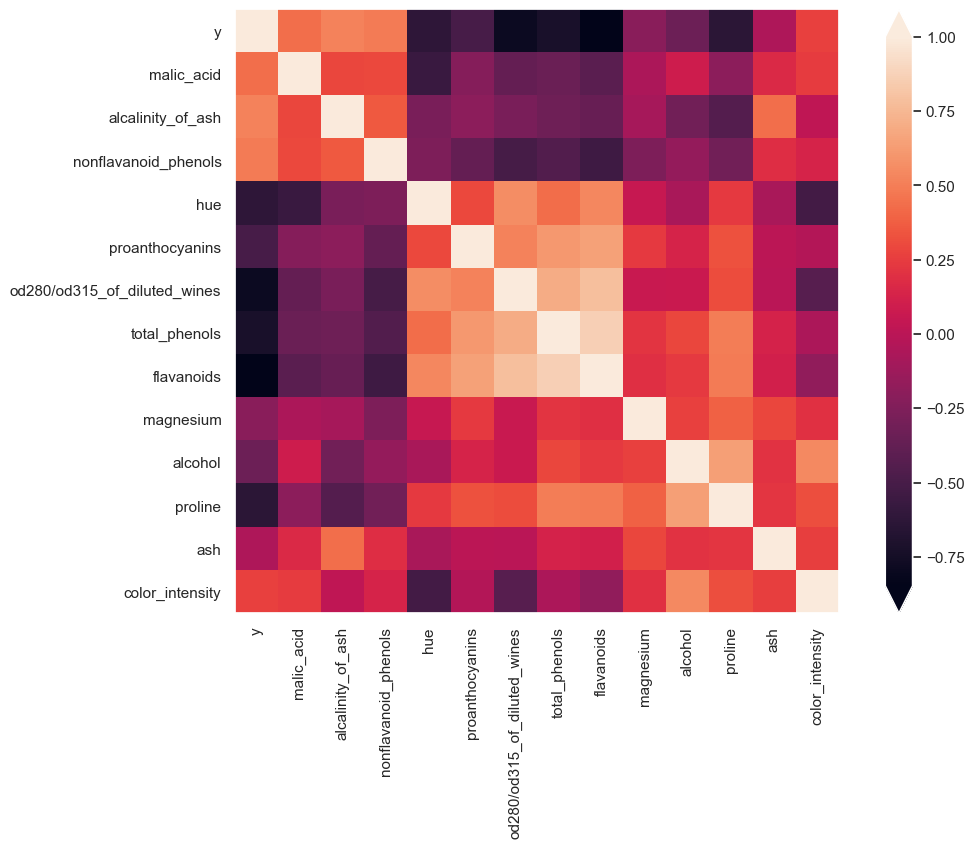 y
malic_acid
alcalinity_of_ash
nonflavanoid_phenols
hue
proanthocyanins
od280/od315_of_diluted_wines
total_phenols
flavanoids
magnesium
alcohol
proline
ash
color_intensity
y
malic_acid
alcalinity_of_ash
nonflavanoid_phenols
hue
proanthocyanins
od280/od315_of_diluted_wines
total_phenols
flavanoids
magnesium
alcohol
proline
ash
color_intensity
1.00
0.75
0.50
0.25
0.00
−0.25
−0.50
−0.75